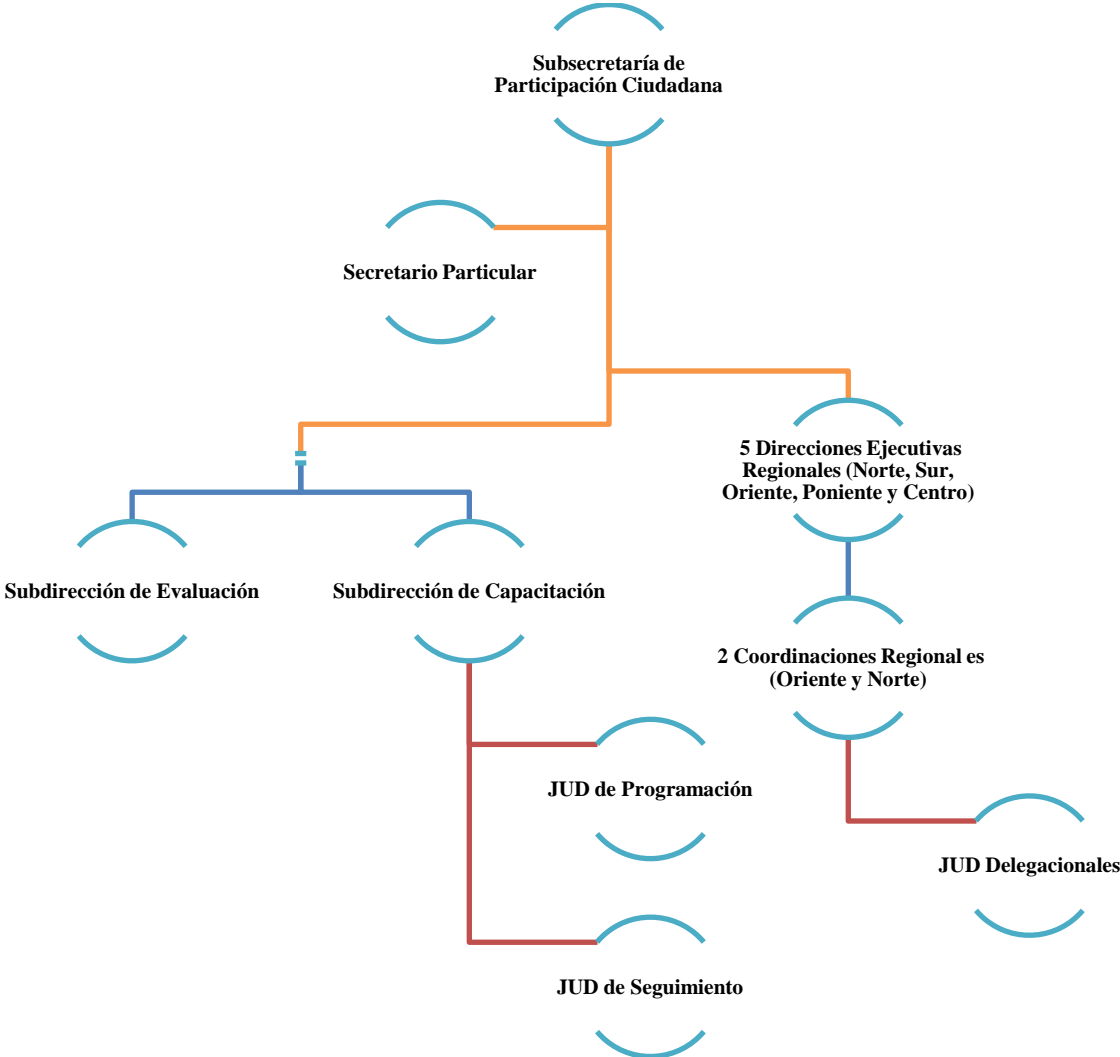 Subsecretaría de
Participación Ciudadana
Secretario Particular
5 Direcciones Ejecutivas
Regionales (Norte, Sur,
Oriente, Poniente y Centro)
Subdirección de Evaluación
Subdirección de Capacitación
2 Coordinaciones Regional es
(Oriente y Norte)
JUD de Programación
JUD Delegacionales
JUD de Seguimiento